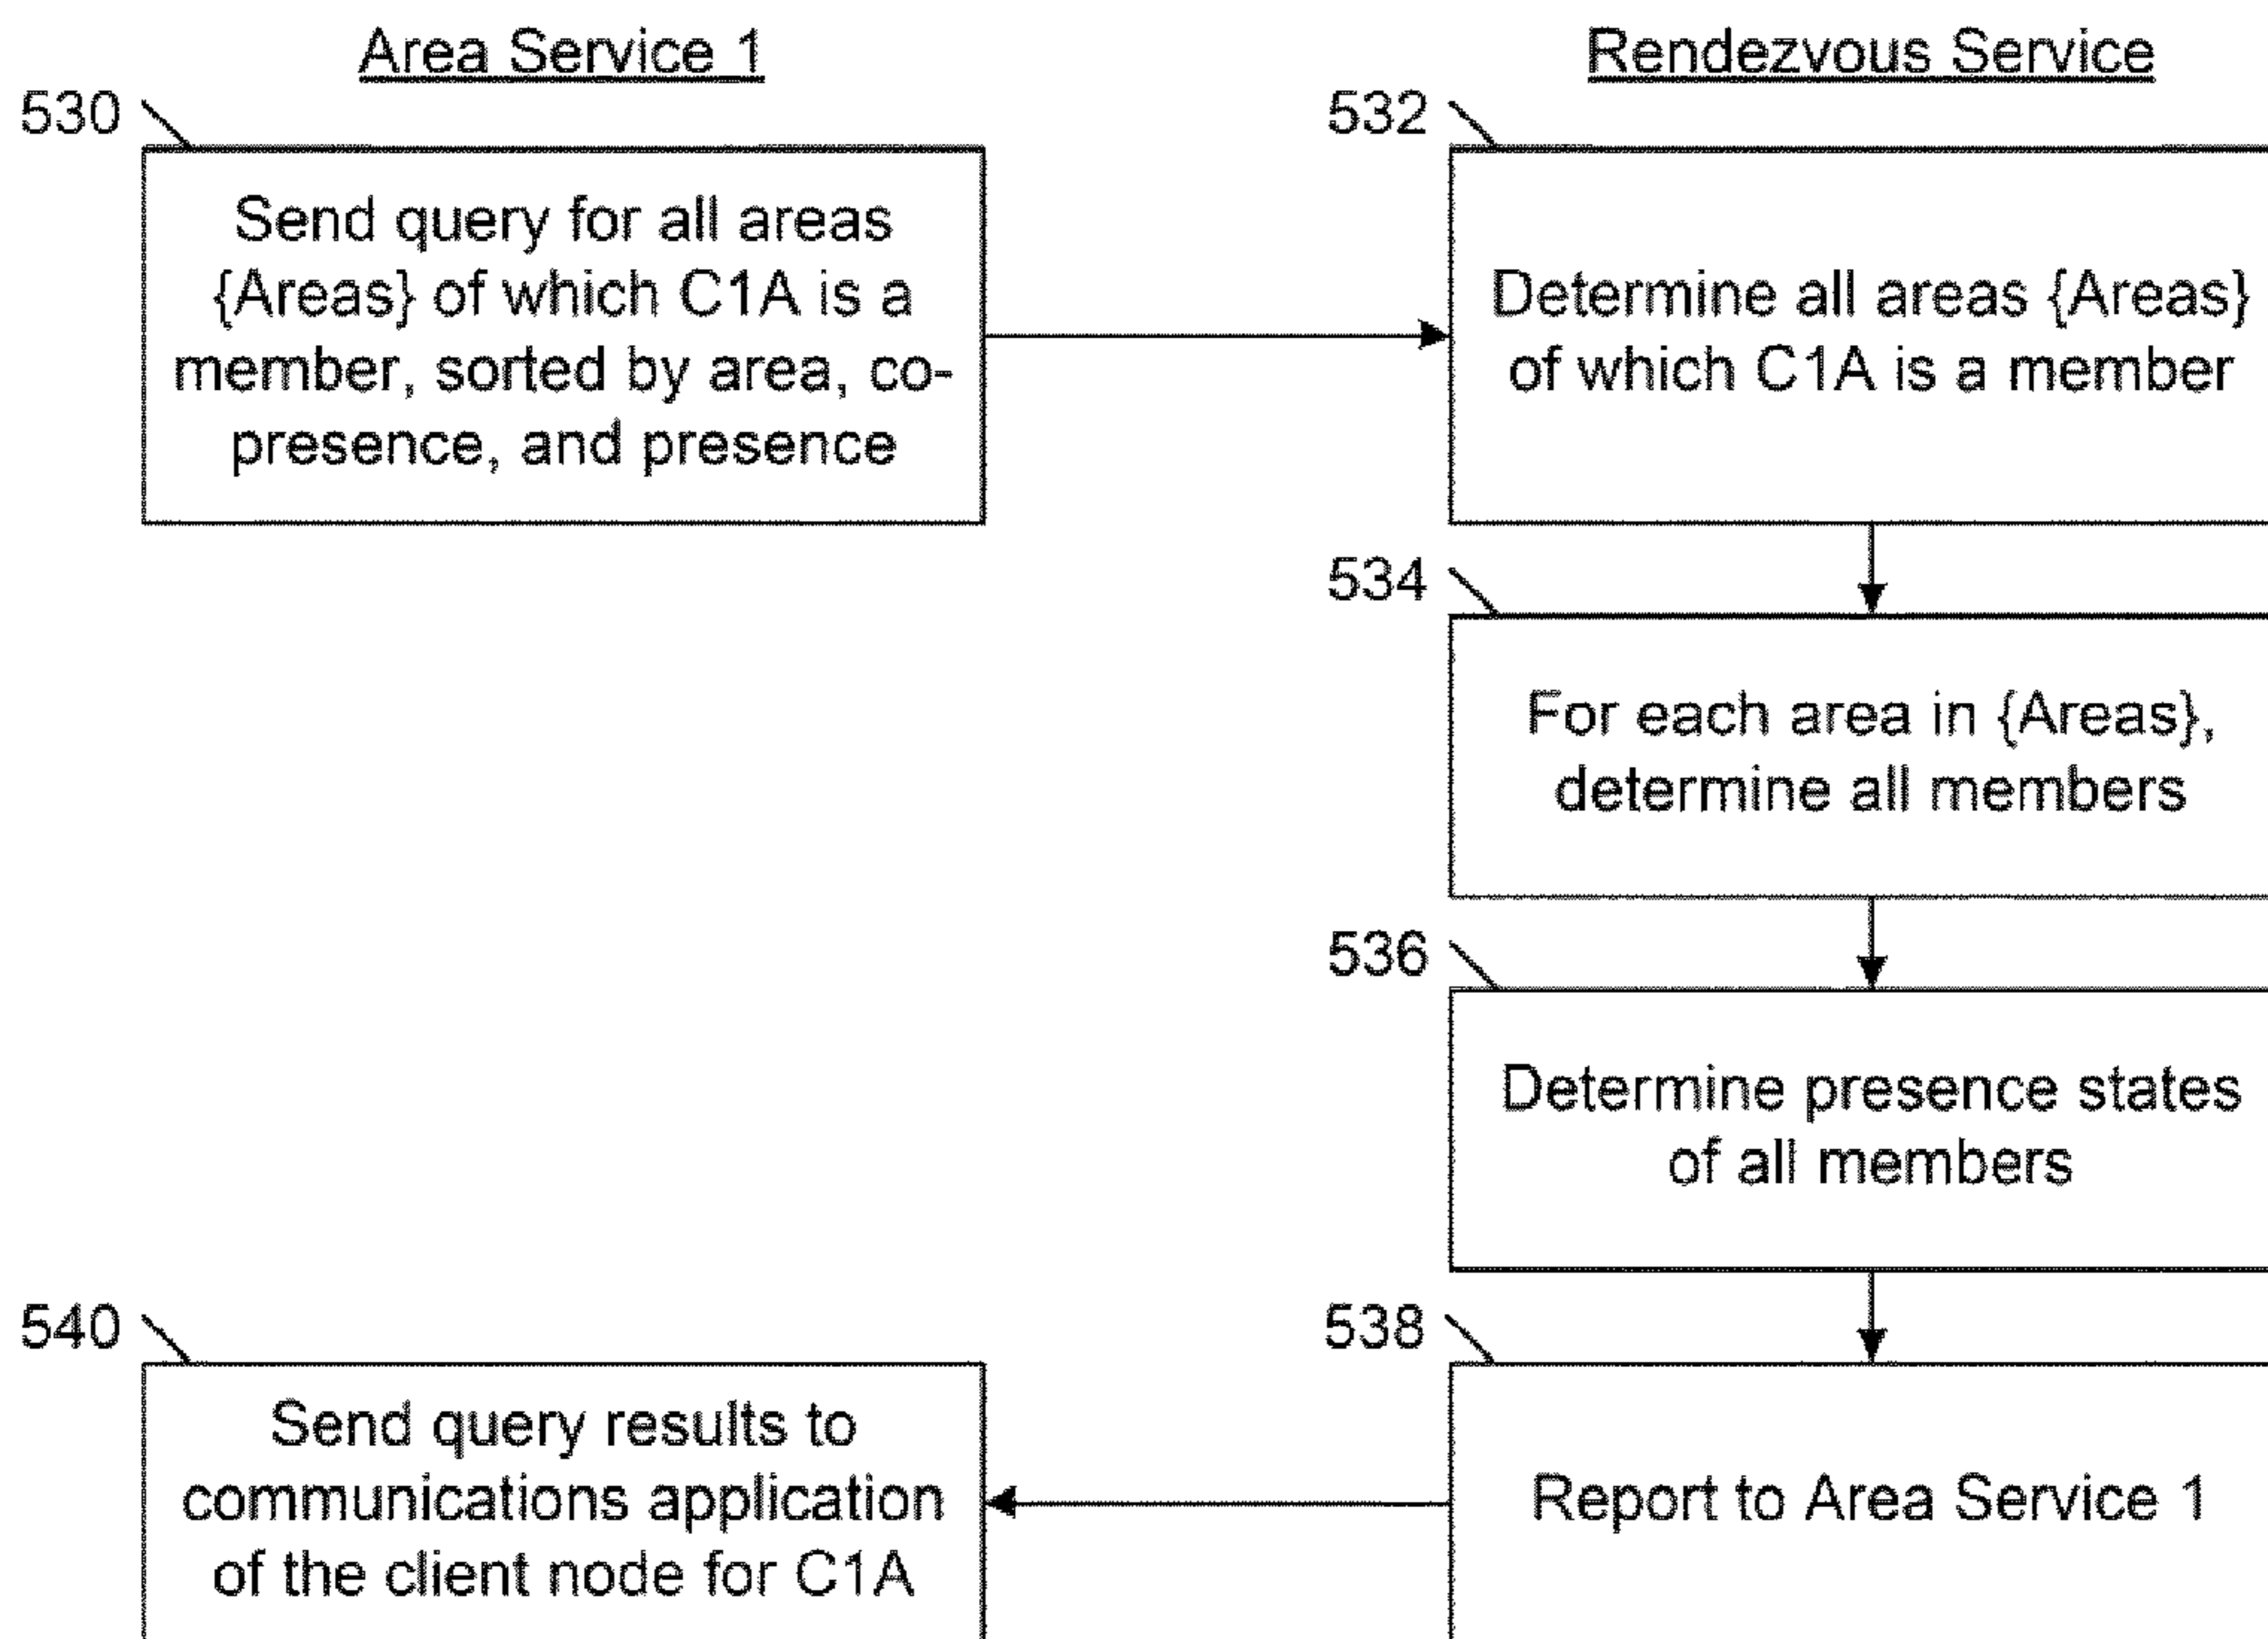 Area Service 1
Rendezvous Service
530
Send query for all areas
{Areas} of which C1A is a
member, sorted by area, co-
presence, and presence
532
Determine all areas {Areas}
of which C1A is a member
534
For each area in {Areas},
determine all members
536
Determine presence states
of all members
538
Report to Area Service 1
540
Send query results to
communications application
of the client node for C1A